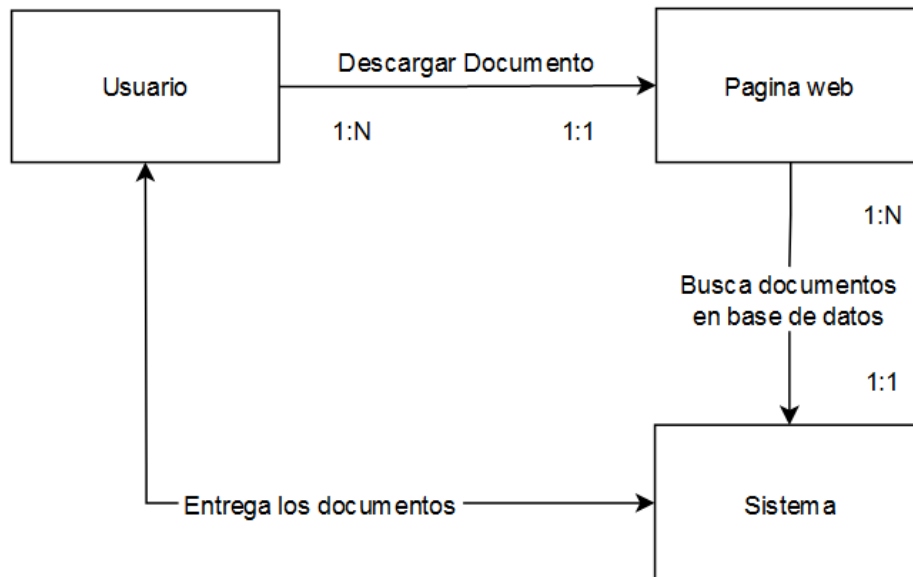 Usuario
Descargar Documento
Pagina web
1:N
1:1
1:N
Busca documentos
en base de datos
1:1
Entrega los documentos
Sistema